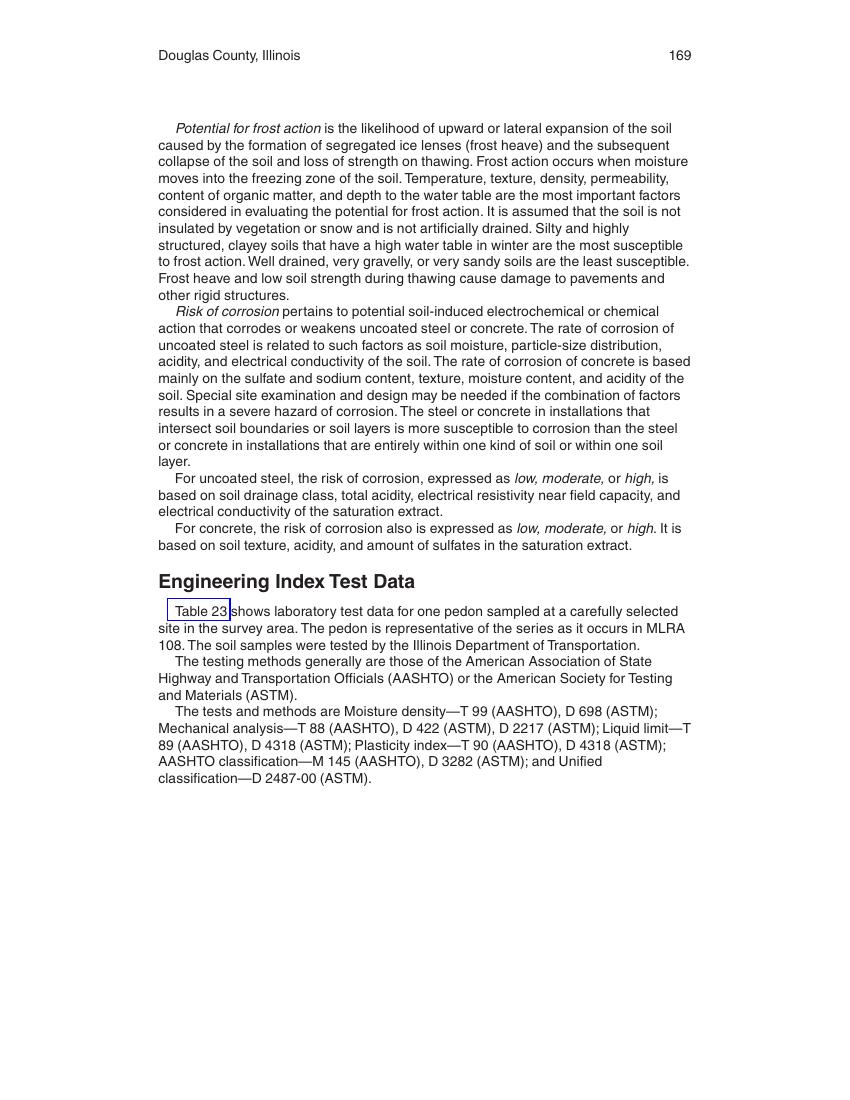 Douglas County, Illinois 169
Potential for frost action is the likelihood of upward or lateral expansion of the soil
caused by the formation of segregated ice lenses (frost heave) and the subsequent
collapse of the soil and loss of strength on thawing. Frost action occurs when moisture
moves into the freezing zone of the soil. Temperature, texture, density, permeability,
content of organic matter, and depth to the water table are the most important factors
considered in evaluating the potential for frost action. It is assumed that the soil is not
insulated by vegetation or snow and is not artificially drained. Silty and highly
structured, clayey soils that have a high water table in winter are the most susceptible
to frost action. Well drained, very gravelly, or very sandy soils are the least susceptible.
Frost heave and low soil strength during thawing cause damage to pavements and
other rigid structures.
Risk of corrosion pertains to potential soil-induced electrochemical or chemical
action that corrodes or weakens uncoated steel or concrete. The rate of corrosion of
uncoated steel is related to such factors as soil moisture, particle-size distribution,
acidity, and electrical conductivity of the soil. The rate of corrosion of concrete is based
mainly on the sulfate and sodium content, texture, moisture content, and acidity of the
soil. Special site examination and design may be needed if the combination of factors
results in a severe hazard of corrosion. The steel or concrete in installations that
intersect soil boundaries or soil layers is more susceptible to corrosion than the steel
or concrete in installations that are entirely within one kind of soil or within one soil
layer.
For uncoated steel, the risk of corrosion, expressed as low, moderate, or high, is
based on soil drainage class, total acidity, electrical resistivity near field capacity, and
electrical conductivity of the saturation extract.
For concrete, the risk of corrosion also is expressed as low, moderate, or high. It is
based on soil texture, acidity, and amount of sulfates in the saturation extract.
Engineering Index Test Data
Table 23 shows laboratory test data for one pedon sampled at a carefully selected
site in the survey area. The pedon is representative of the series as it occurs in MLRA
108. The soil samples were tested by the Illinois Department of Transportation.
The testing methods generally are those of the American Association of State
Highway and Transportation Officials (AASHTO) or the American Society for Testing
and Materials (ASTM).
The tests and methods are Moisture density—T 99 (AASHTO), D 698 (ASTM);
Mechanical analysis—T 88 (AASHTO), D 422 (ASTM), D 2217 (ASTM); Liquid limit—T
89 (AASHTO), D 4318 (ASTM); Plasticity index—T 90 (AASHTO), D 4318 (ASTM);
AASHTO classification—M 145 (AASHTO), D 3282 (ASTM); and Unified
classification—D 2487-00 (ASTM).